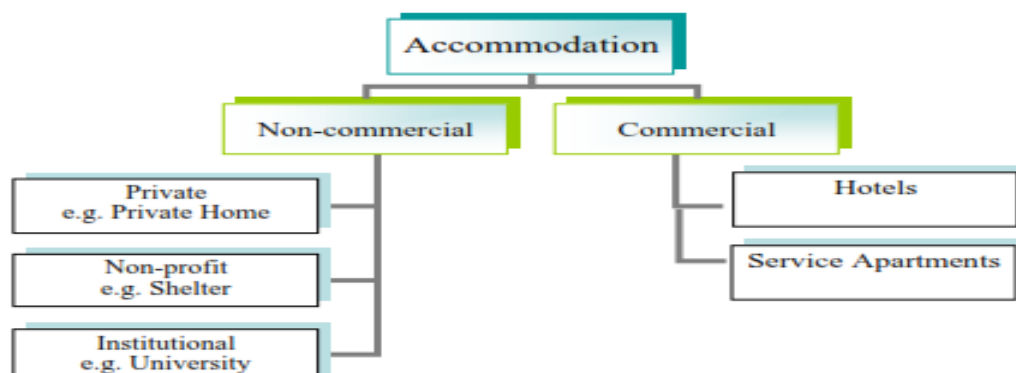 Accommodation
Non-commercial
Commercial
Private
e.g. Private Home
Non-profit
e.g. Shelter
Institutional
e.g. University
Hotels
Service Apartments